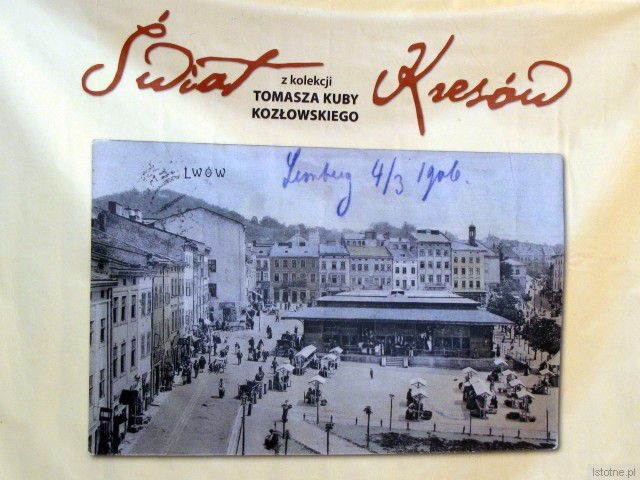 Świat Kresów
z kolekcji
TOMASZA KUBY
KOZŁOWSKIEGO
LWÓW
Lemberg 4/3 1906.
Istotne.pl